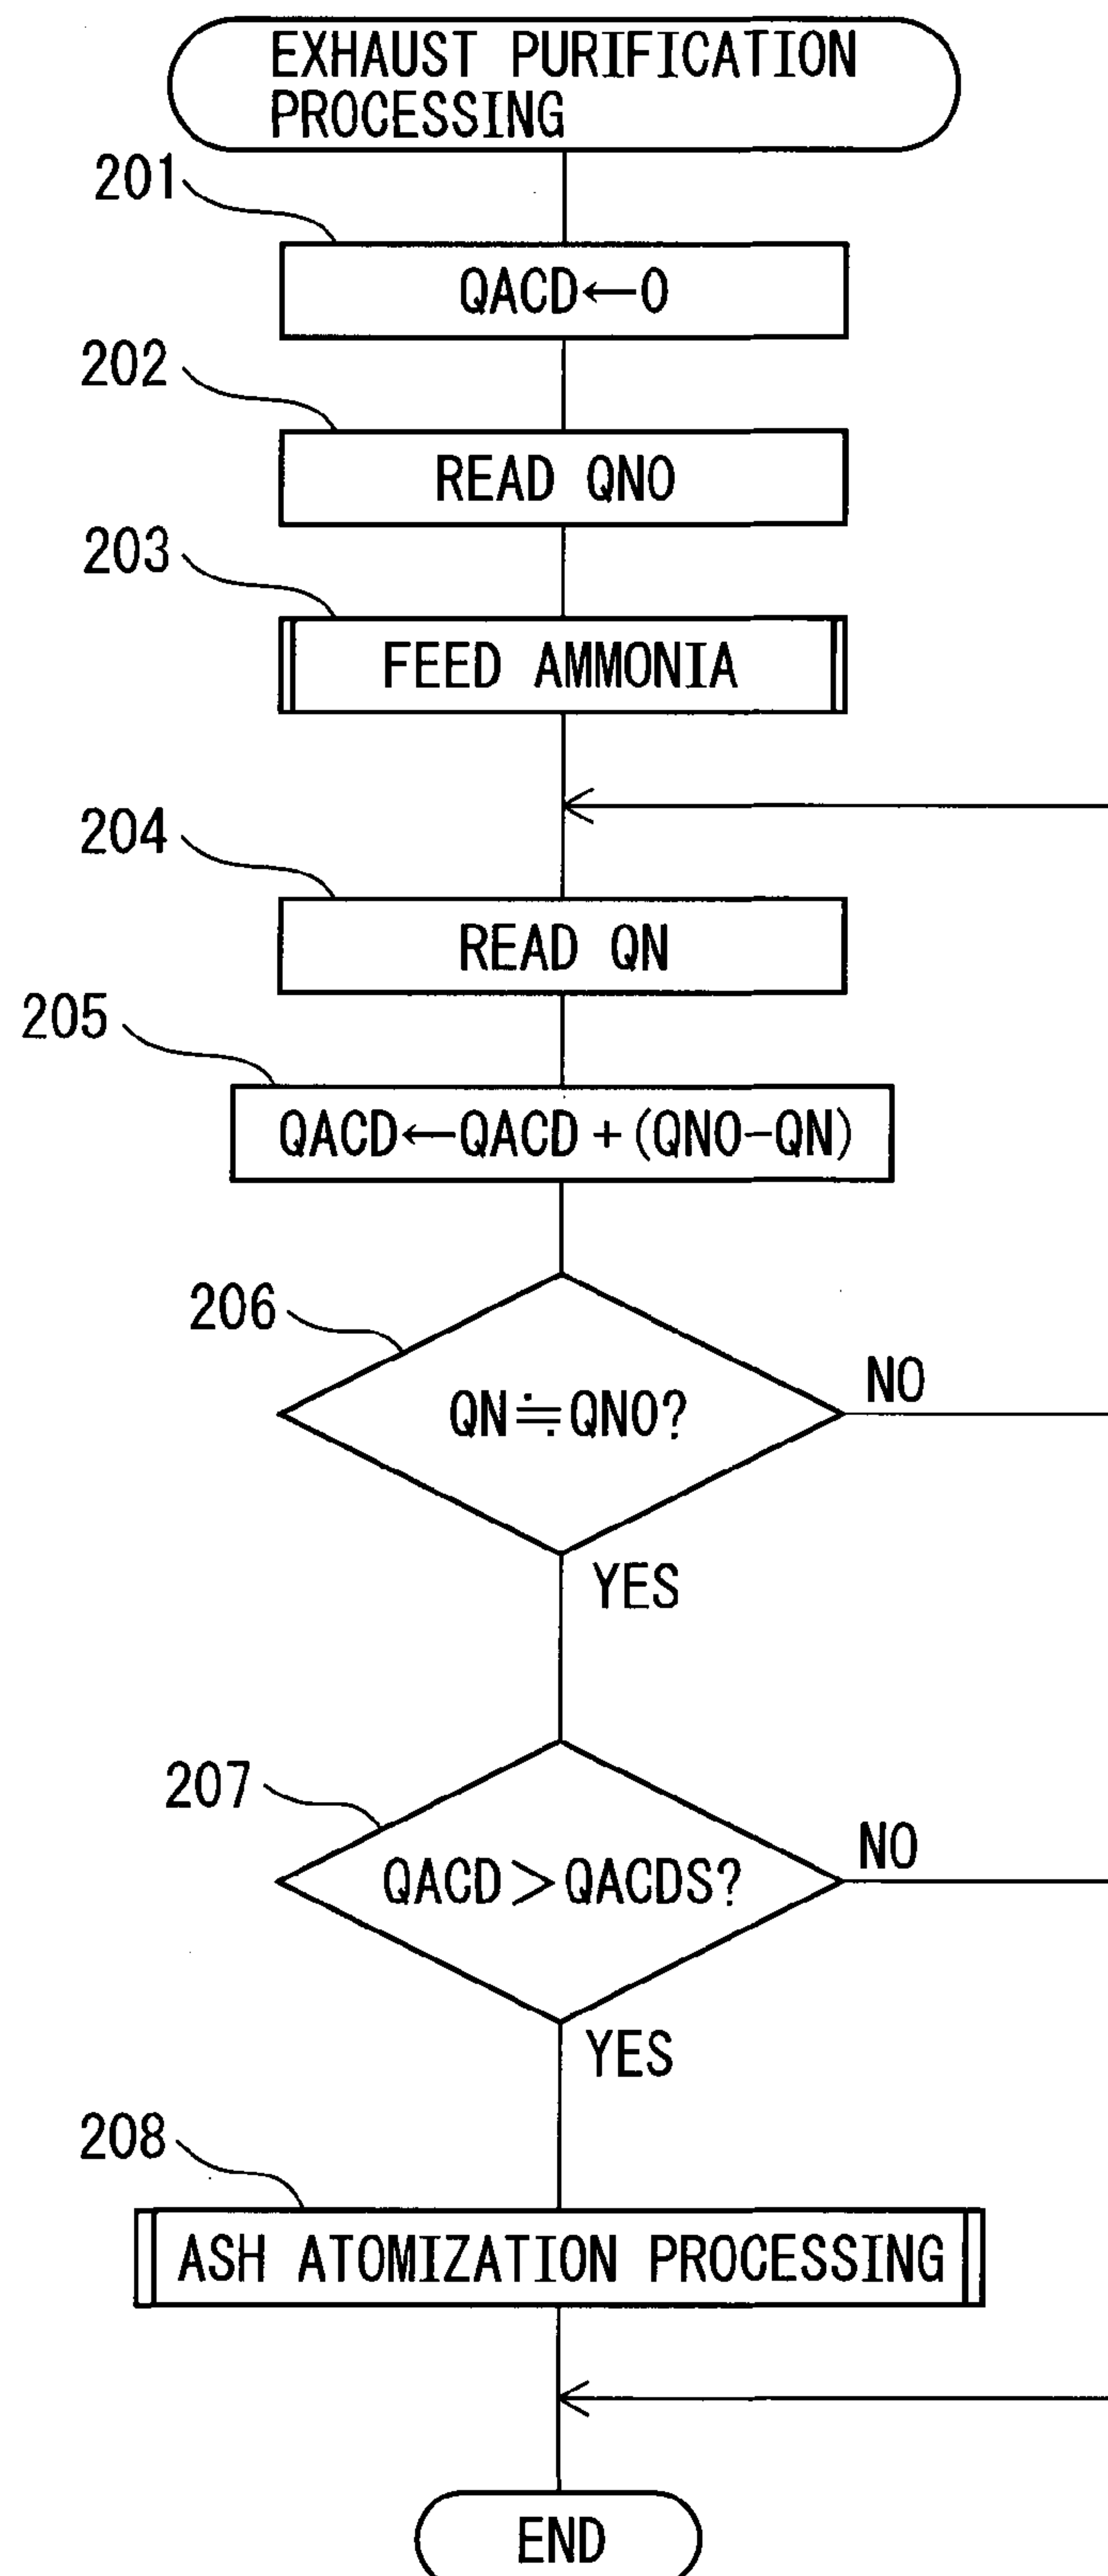 EXHAUST PURIFICATION
PROCESSING
201
QACD←0
202
READ QNO
203
FEED AMMONIA
204
READ QN
205
QACD←QACD+(QNO-QN)
206
QN≒QNO?
NO
YES
207
QACD>QACDS?
NO
YES
208
ASH ATOMIZATION PROCESSING
END